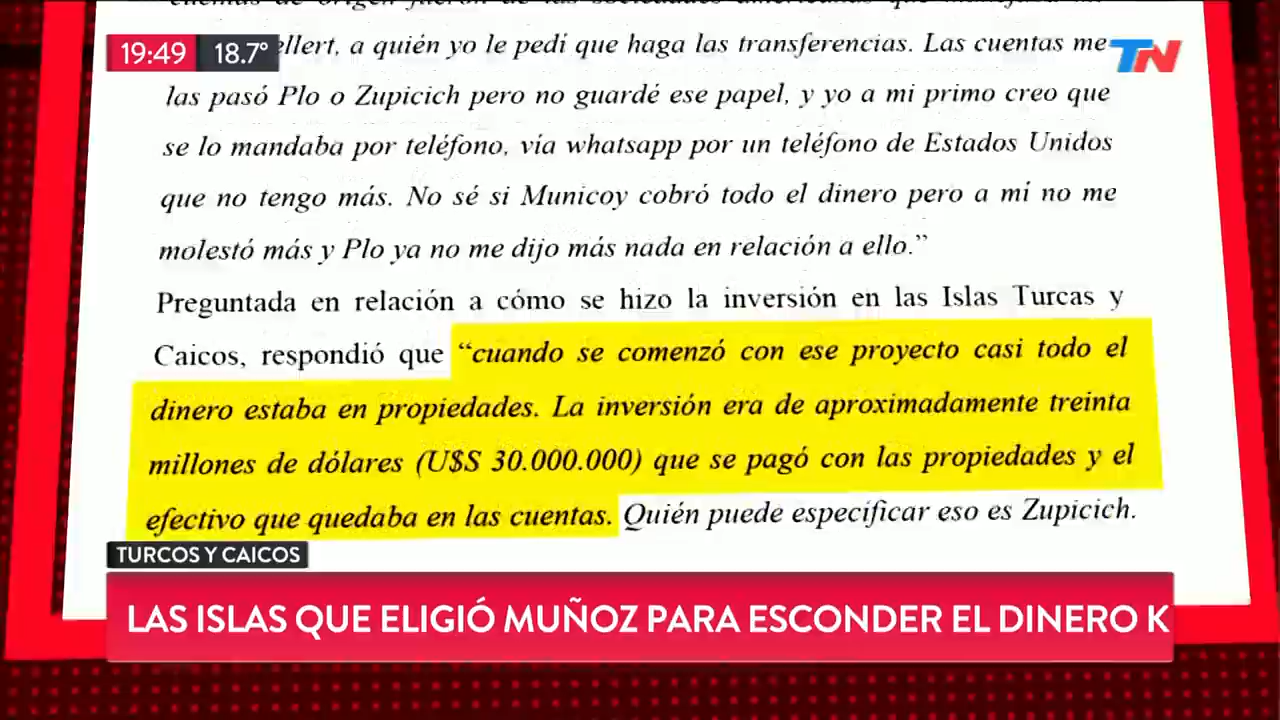 19:49 18.7°
TN
a quién yo le pedí que haga las transferencias. Las cuentas me
las pasó Plo o Zupicich pero no guardé ese papel, y yo a mi primo creo que
se lo mandaba por teléfono, vía whatsapp por un teléfono de Estados Unidos
que no tengo más. No sé si Municoy cobró todo el dinero pero a mí no me
molestó más y Plo ya no me dijo más nada en relación a ello.”
Preguntada en relación a cómo se hizo la inversión en las Islas Turcas y
Caicos, respondió que “cuando se comenzó con ese proyecto casi todo el
dinero estaba en propiedades. La inversión era de aproximadamente treinta
millones de dólares (U$S 30.000.000) que se pagó con las propiedades y el
efectivo que quedaba en las cuentas. Quién puede específicar eso es Zupicich.
TURCOS Y CAICOS
LAS ISLAS QUE ELIGIÓ MUÑOZ PARA ESCONDER EL DINERO K